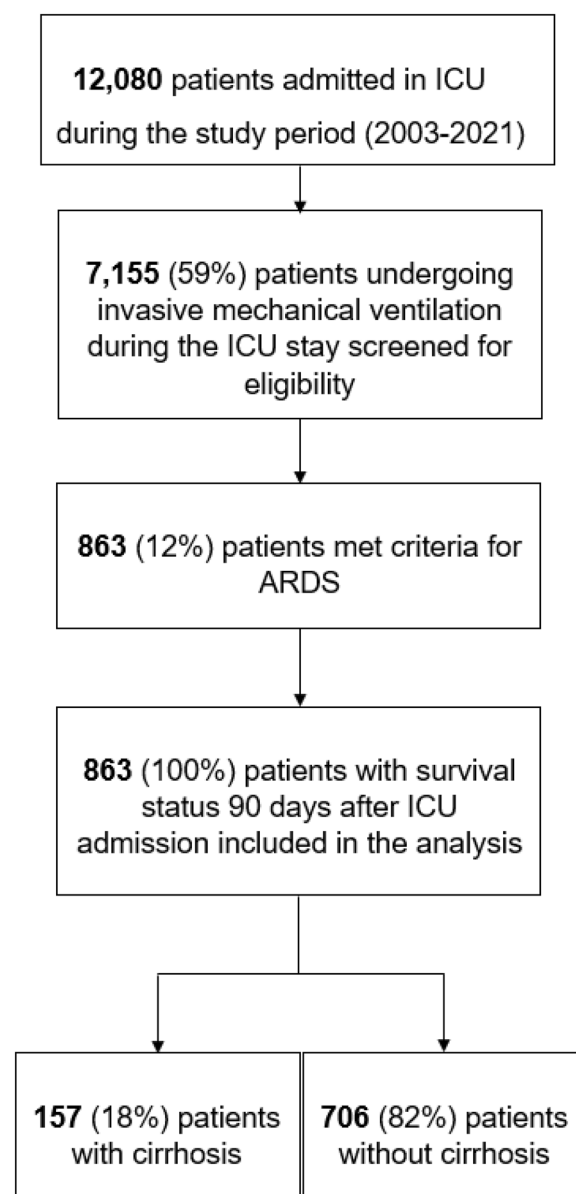 12,080 patients admitted in ICU
during the study period (2003-2021)
7,155 (59%) patients undergoing
invasive mechanical ventilation
during the ICU stay screened for
eligibility
863 (12%) patients met criteria for
ARDS
863 (100%) patients with survival
status 90 days after ICU
admission included in the analysis
157 (18%) patients
with cirrhosis
706 (82%) patients
without cirrhosis